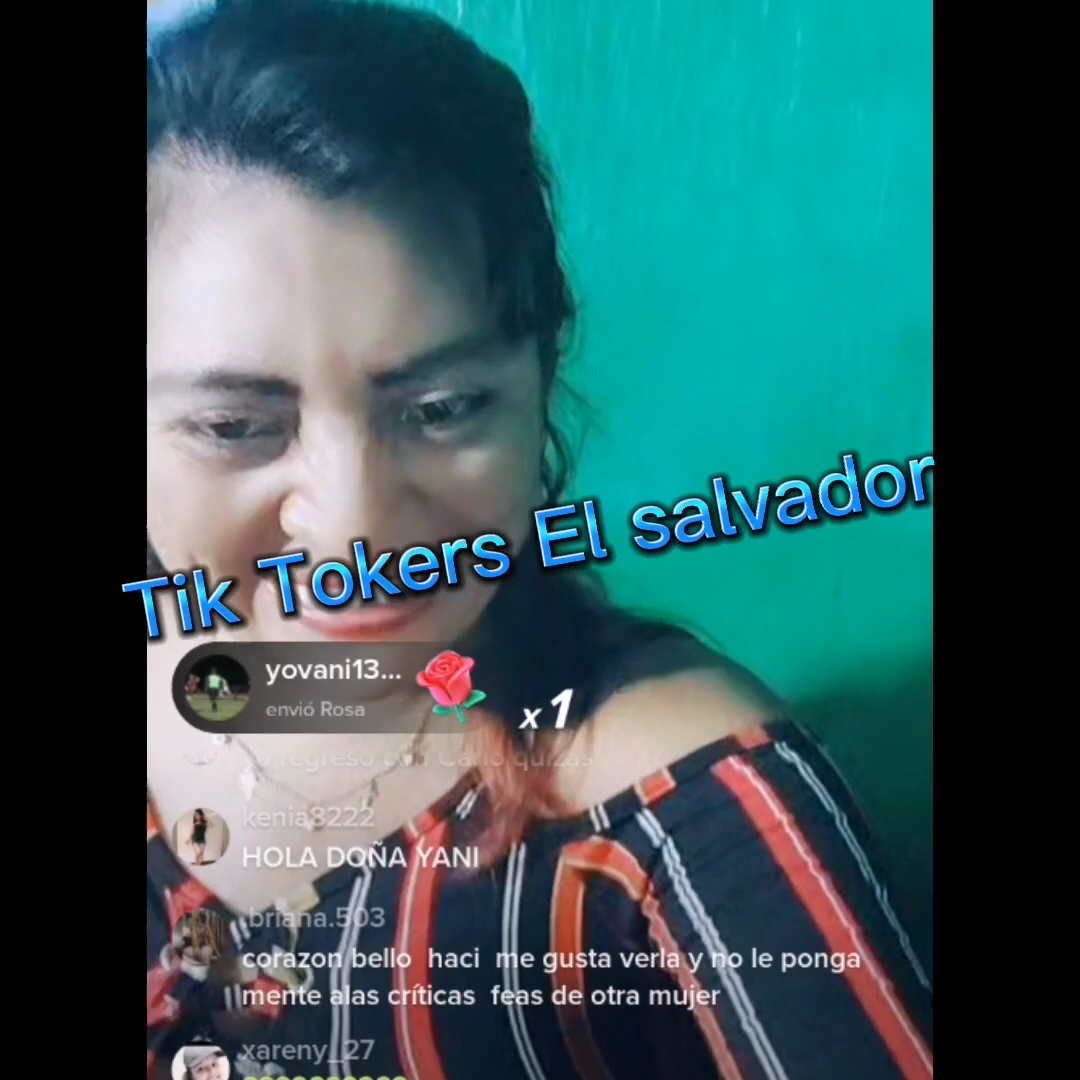 Tik Tokers El salvador
yovani13...
envió Rosa
x1
kenia8222
HOLA DOÑA YANI
.briana.503
corazon bello haci me gusta verla y no le ponga
mente alas críticas feas de otra mujer
xareny_27